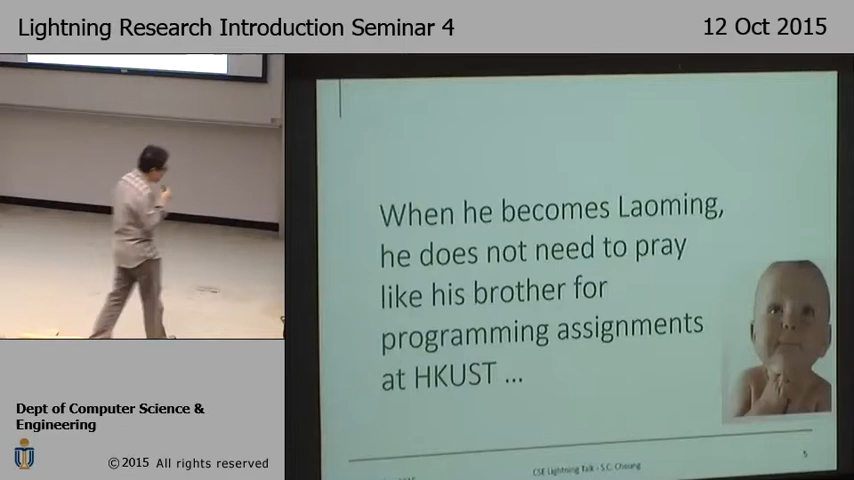 Lightning Research Introduction Seminar 4
12 Oct 2015
When he becomes Laoming,
he does not need to pray
like his brother for
programming assignments
at HKUST ...
CSE Lightning Talk - S.C. Cheung
5
Dept of Computer Science &
Engineering
©2015 All rights reserved